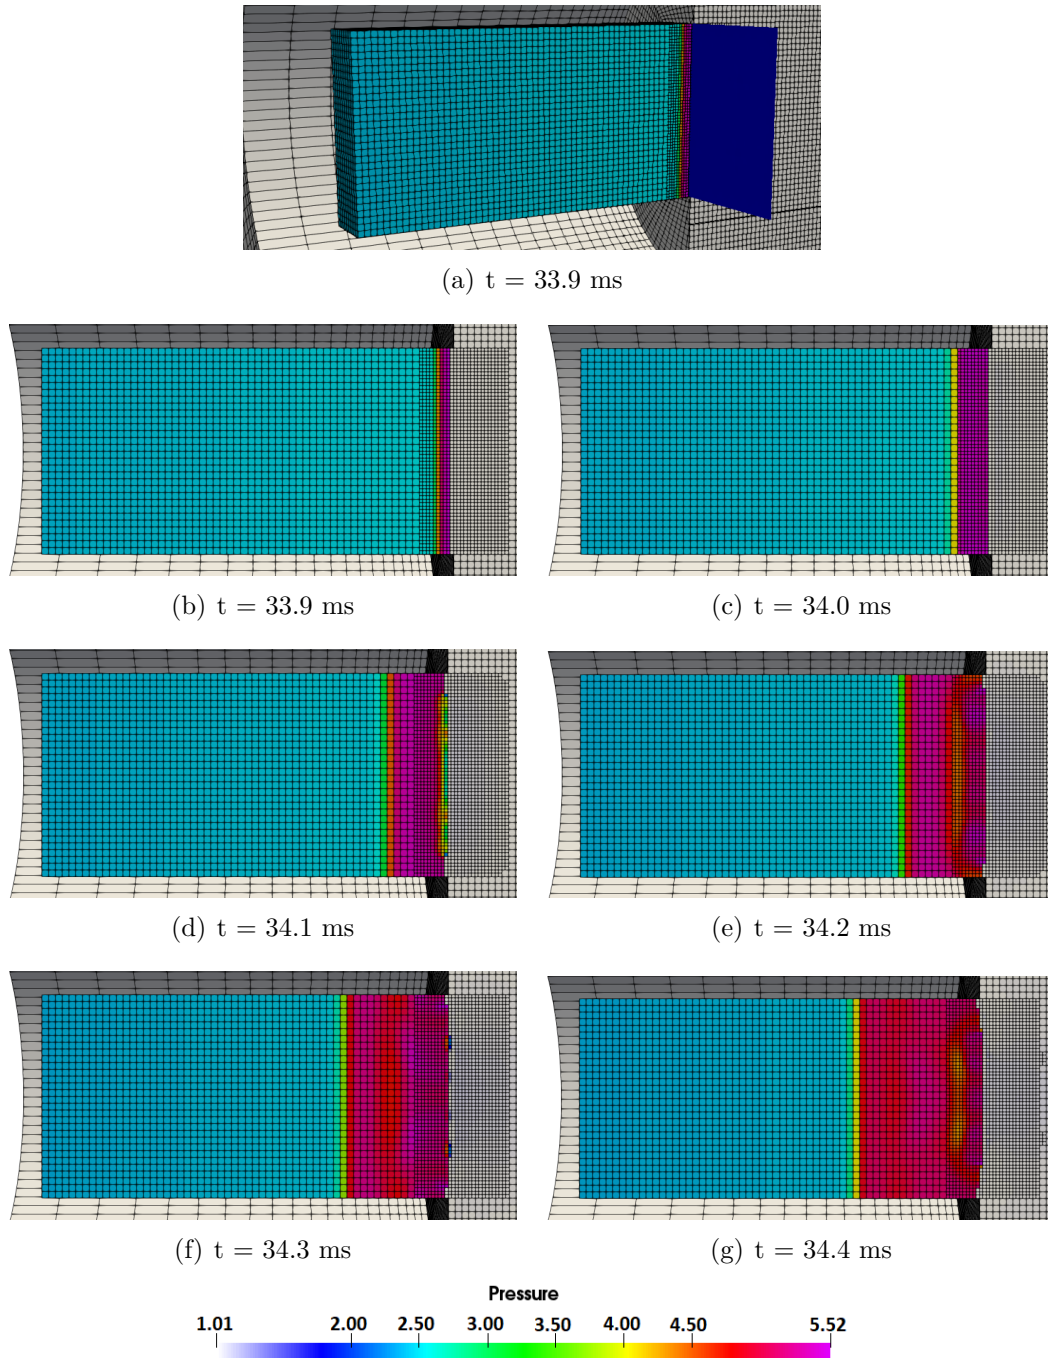 (a) t = 33.9 ms
(b) t = 33.9 ms
(c) t = 34.0 ms
(d) t = 34.1 ms
(e) t = 34.2 ms
(f) t = 34.3 ms
(g) t = 34.4 ms
Pressure
1.01 2.00 2.50 3.00 3.50 4.00 4.50 5.52